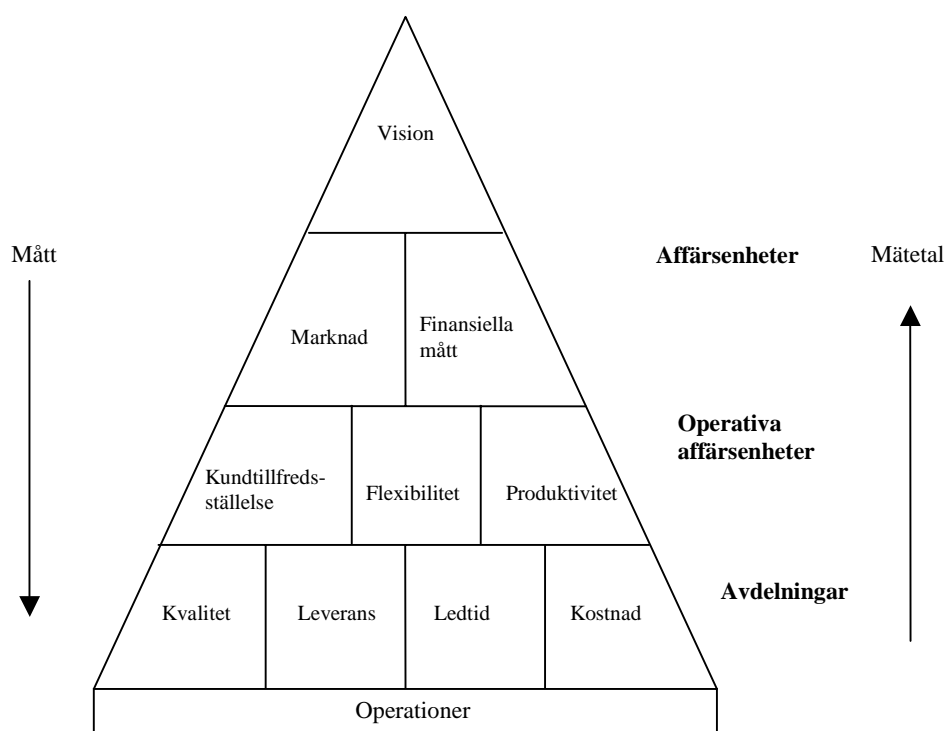 Vision
Mått
Affärsenheter
Mätetal
Marknad
Finansiella
mått
Operativa
affärsenheter
Kundtillfreds-
ställelse
Flexibilitet
Produktivitet
Avdelningar
Kvalitet
Leverans
Ledtid
Kostnad
Operationer